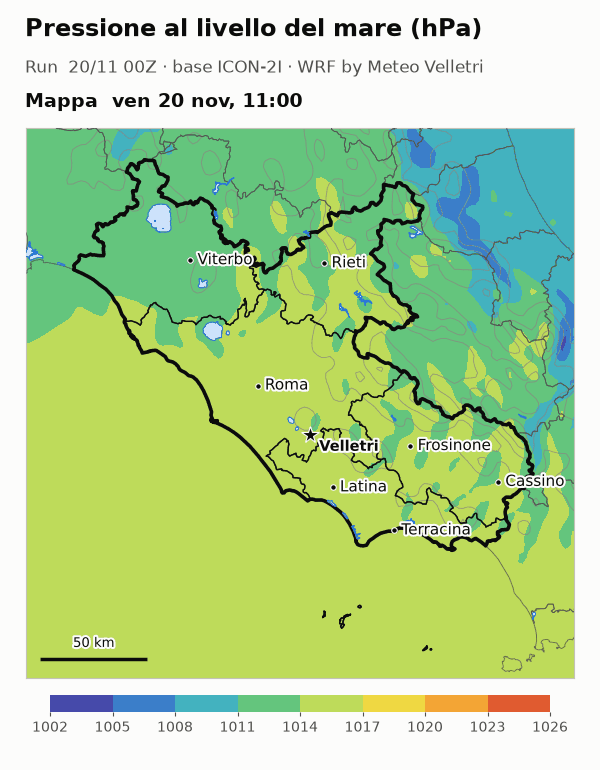 Pressione al livello del mare (hPa)
Run  20/11 00Z · base ICON-2I · WRF by Meteo Velletri
Mappa  ven 20 nov, 11:00
Viterbo
Rieti
Roma
Velletri
Frosinone
Cassino
Latina
Terracina
50 km
1002 1005 1008 1011 1014 1017 1020 1023 1026